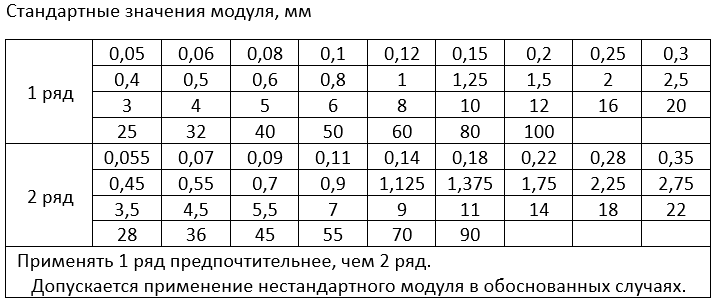 Стандартные значения модуля, мм
1 ряд
0,05 0,06 0,08 0,1 0,12 0,15 0,2 0,25 0,3
0,4 0,5 0,6 0,8 1 1,25 1,5 2 2,5
3 4 5 6 8 10 12 16 20
25 32 40 50 60 80 100
2 ряд
0,055 0,07 0,09 0,11 0,14 0,18 0,22 0,28 0,35
0,45 0,55 0,7 0,9 1,125 1,375 1,75 2,25 2,75
3,5 4,5 5,5 7 9 11 14 18 22
28 36 45 55 70 90
Применять 1 ряд предпочтительнее, чем 2 ряд.
Допускается применение нестандартного модуля в обоснованных случаях.